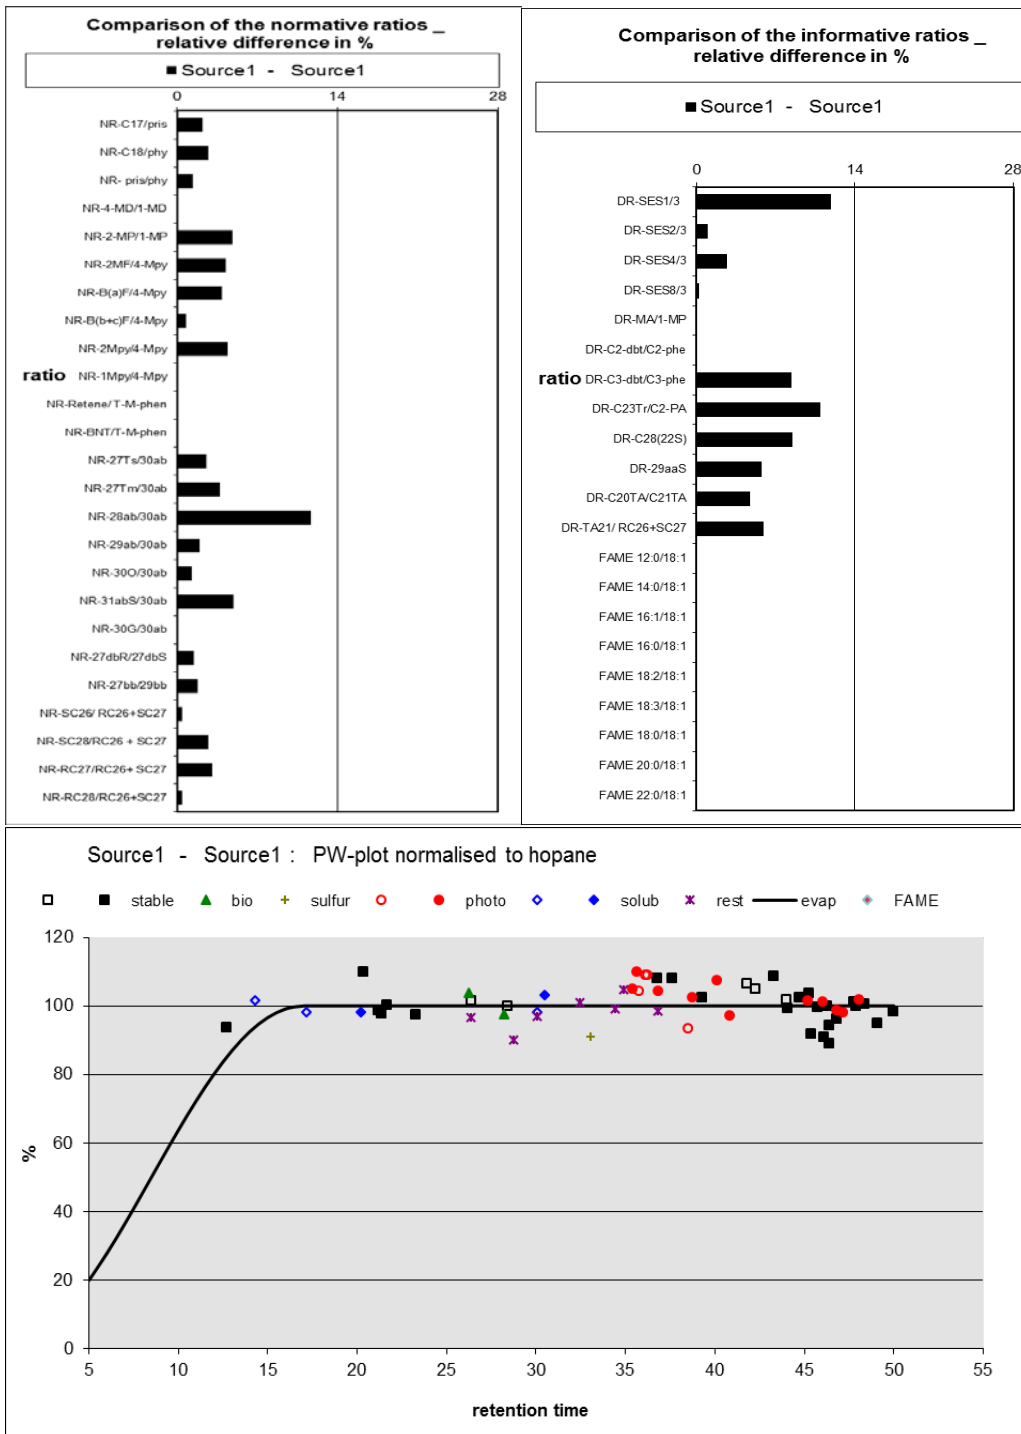 Comparison of the normative ratios _
relative difference in %
Source1 - Source1
0 14 28
NR-C17/pris
NR-C18/phy
NR- pris/phy
NR-4-MD/1-MD
NR-2-MP/1-MP
NR-2MF/4-Mpy
NR-B(a)F/4-Mpy
NR-B(b+c)F/4-Mpy
NR-2Mpy/4-Mpy
ratio NR-1Mpy/4-Mpy
NR-Retene/T-M-phen
NR-BNT/T-M-phen
NR-27Ts/30ab
NR-27Tm/30ab
NR-28ab/30ab
NR-29ab/30ab
NR-30O/30ab
NR-31abS/30ab
NR-30G/30ab
NR-27dbR/27dbS
NR-27bb/29bb
NR-SC26/ RC26+SC27
NR-SC28/RC26 + SC27
NR-RC27/RC26+ SC27
NR-RC28/RC26+SC27
Comparison of the informative ratios _
relative difference in %
Source1 - Source1
0 14 28
DR-SES1/3
DR-SES2/3
DR-SES4/3
DR-SES8/3
DR-MA/1-MP
DR-C2-dbt/C2-phe
ratio DR-C3-dbt/C3-phe
DR-C23Tr/C2-PA
DR-C28(22S)
DR-29aaS
DR-C20TA/C21TA
DR-TA21/ RC26+SC27
FAME 12:0/18:1
FAME 14:0/18:1
FAME 16:1/18:1
FAME 16:0/18:1
FAME 18:2/18:1
FAME 18:3/18:1
FAME 18:0/18:1
FAME 20:0/18:1
FAME 22:0/18:1
Source1 - Source1 : PW-plot normalised to hopane
stable bio sulfur photo solub rest evap FAME
120
100
80
60
40
20
0
%
5 10 15 20 25 30 35 40 45 50 55
retention time